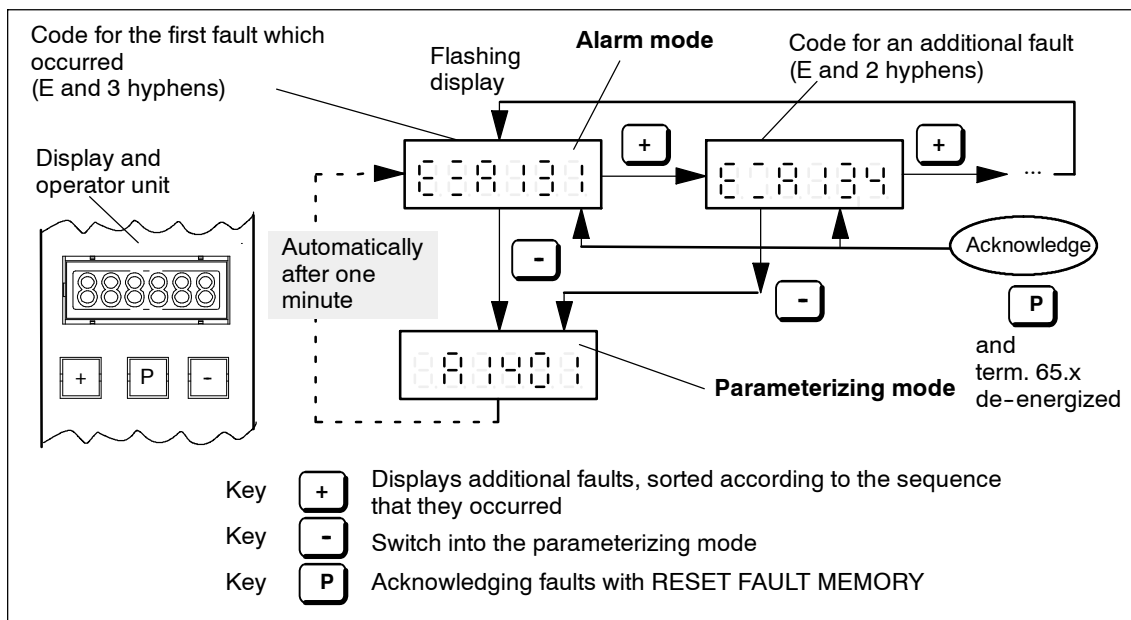 Code for the first fault which
occurred
(E and 3 hyphens)
Flashing
display
Alarm mode
Code for an additional fault
(E and 2 hyphens)
Display and
operator unit
E_A131
+
E_A134
+
...
Automatically
after one
minute
-
-
Acknowledge
P
and
term. 65.x
de-energized
A1401
Parameterizing mode
+ P -
Key + Displays additional faults, sorted according to the sequence
that they occurred
Key - Switch into the parameterizing mode
Key P Acknowledging faults with RESET FAULT MEMORY